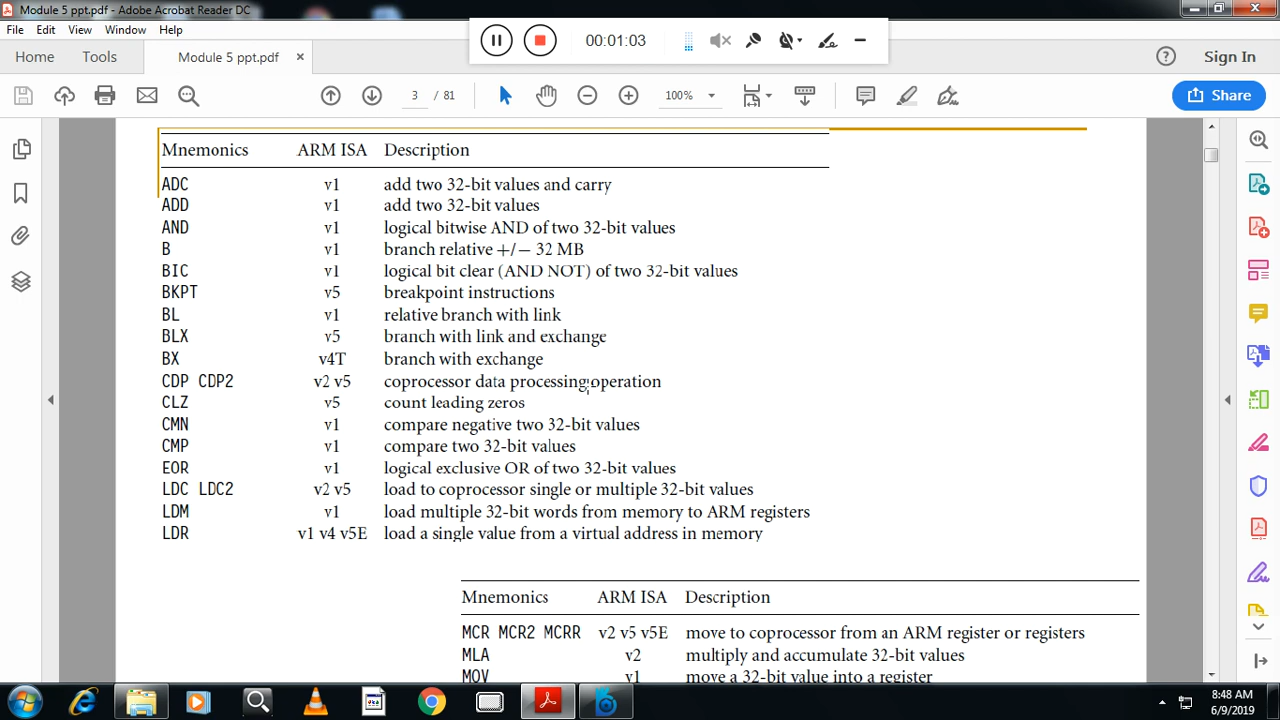 Module 5 ppt.pdf - Adobe Acrobat Reader DC
File Edit View Window Help
00:01:03
Home Tools Module 5 ppt.pdf × Sign In
3 / 81 100% Share
Mnemonics ARM ISA Description
ADC v1 add two 32-bit values and carry
ADD v1 add two 32-bit values
AND v1 logical bitwise AND of two 32-bit values
B v1 branch relative +/− 32 MB
BIC v1 logical bit clear (AND NOT) of two 32-bit values
BKPT v5 breakpoint instructions
BL v1 relative branch with link
BLX v5 branch with link and exchange
BX v4T branch with exchange
CDP CDP2 v2 v5 coprocessor data processing operation
CLZ v5 count leading zeros
CMN v1 compare negative two 32-bit values
CMP v1 compare two 32-bit values
EOR v1 logical exclusive OR of two 32-bit values
LDC LDC2 v2 v5 load to coprocessor single or multiple 32-bit values
LDM v1 load multiple 32-bit words from memory to ARM registers
LDR v1 v4 v5E load a single value from a virtual address in memory
Mnemonics ARM ISA Description
MCR MCR2 MCRR v2 v5 v5E move to coprocessor from an ARM register or registers
MLA v2 multiply and accumulate 32-bit values
MOV v1 move a 32-bit value into a register
8:48 AM
6/9/2019